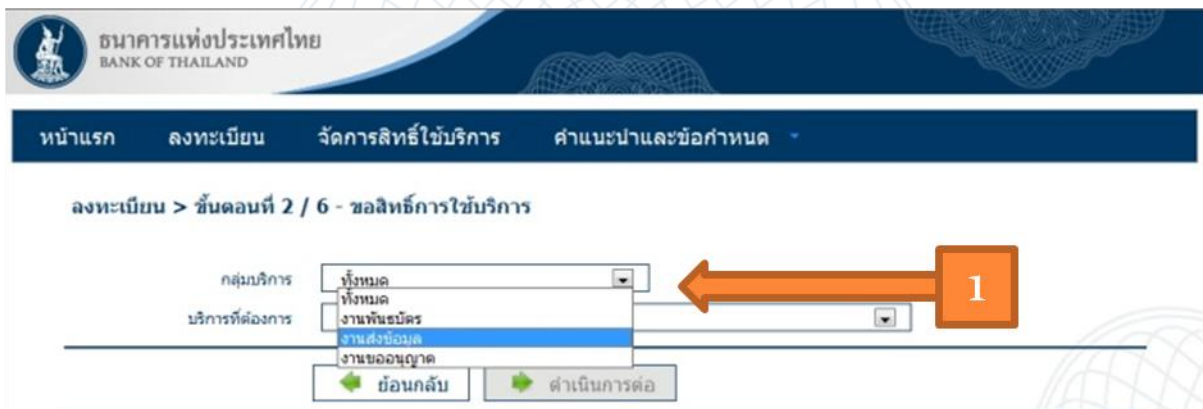 ธนาคารแห่งประเทศไทย
BANK OF THAILAND
หน้าแรก ลงทะเบียน จัดการสิทธิ์ใช้บริการ คำแนะนำและข้อกำหนด
ลงทะเบียน > ขั้นตอนที่ 2 / 6 - ขอสิทธิ์การใช้บริการ
กลุ่มบริการ ทั้งหมด
1
ทั้งหมด
บริการที่ต้องการ งานพันธบัตร
งานส่งข้อมูล
งานขออนุญาต
ย้อนกลับ ดำเนินการต่อ